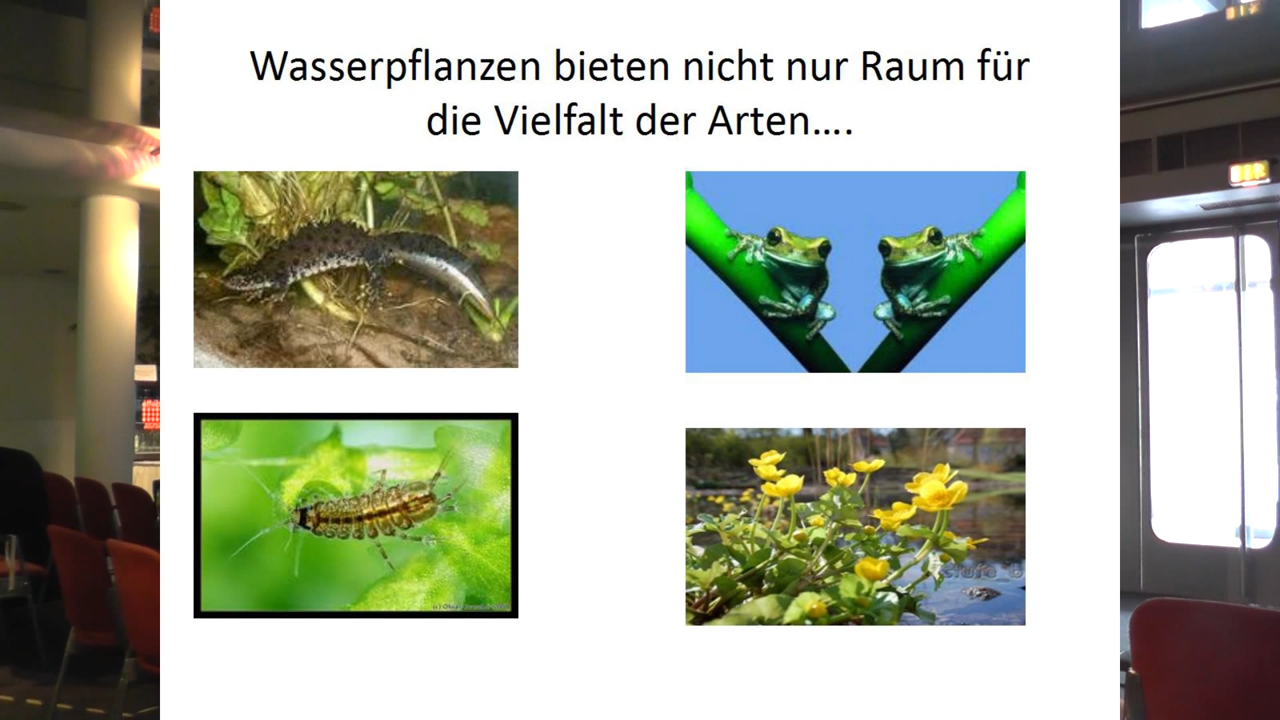 Wasserpflanzen bieten nicht nur Raum für
die Vielfalt der Arten….